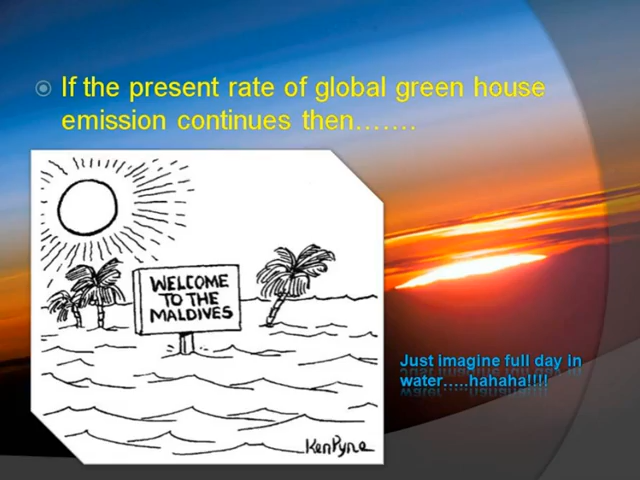 If the present rate of global green house
emission continues then…….
WELCOME
TO THE
MALDIVES
Just imagine full day in
water…..hahaha!!!!
KenPyne